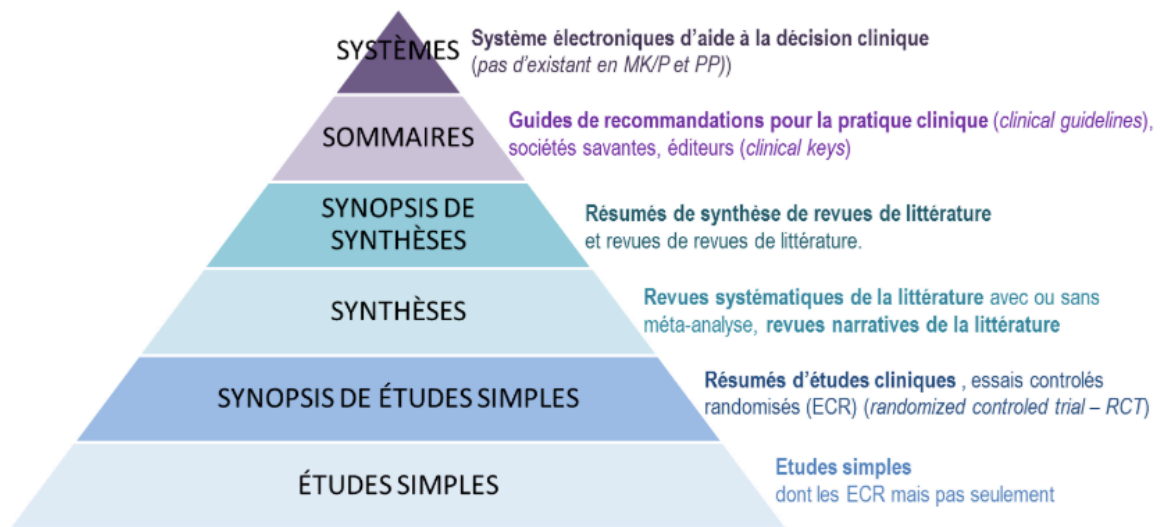 SYSTÈMES
Système électroniques d'aide à la décision clinique
(pas d'existant en MK/P et PP))
SOMMAIRES
Guides de recommandations pour la pratique clinique (clinical guidelines),
sociétés savantes, éditeurs (clinical keys)
SYNOPSIS DE
SYNTHÈSES
Résumés de synthèse de revues de littérature
et revues de revues de littérature.
SYNTHÈSES
Revues systématiques de la littérature avec ou sans
méta-analyse, revues narratives de la littérature
SYNOPSIS DE ÉTUDES SIMPLES
Résumés d'études cliniques , essais controlés
randomisés (ECR) (randomized controled trial – RCT)
ÉTUDES SIMPLES
Etudes simples
dont les ECR mais pas seulement